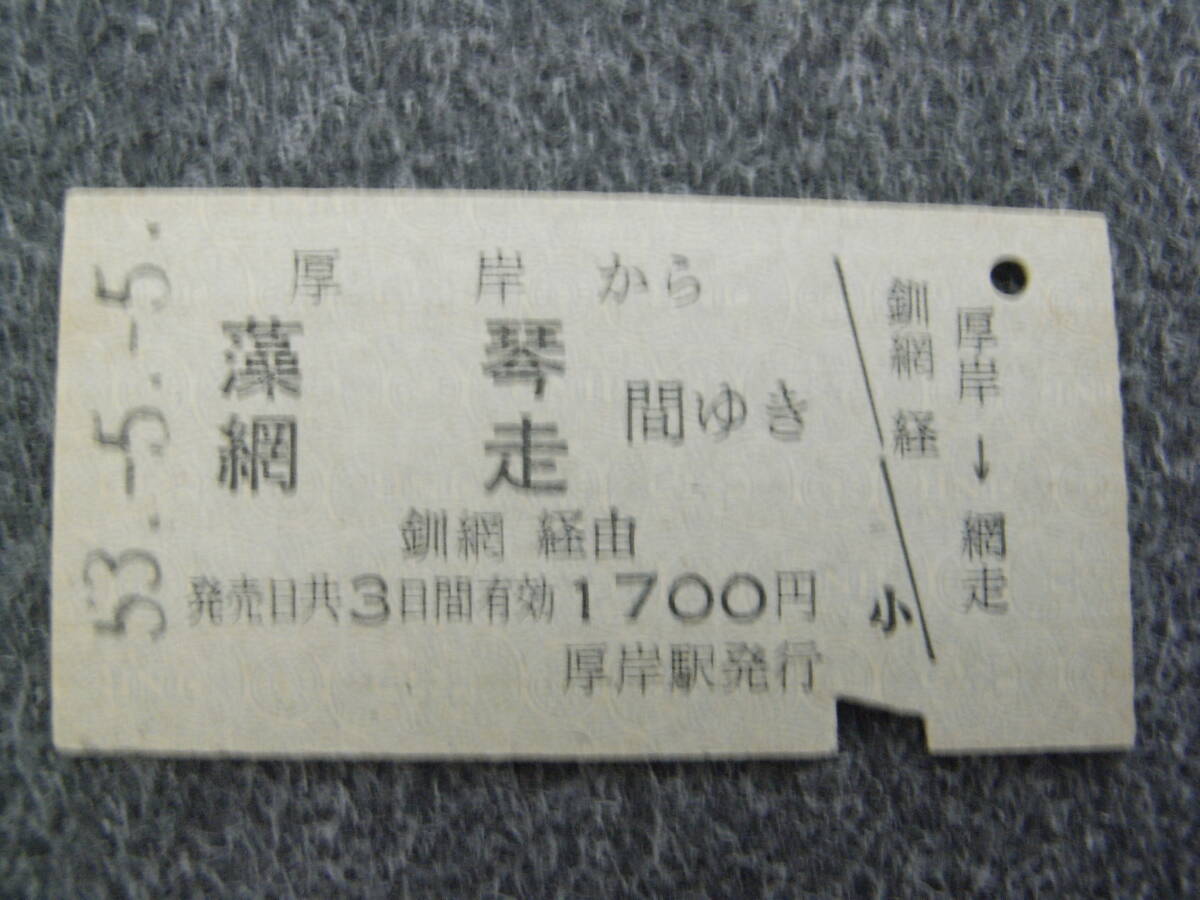 53.-5.-5.
厚岸から
藻琴
網走
間ゆき
釧網 経由
発売日共3日間有効1700円
厚岸駅発行
厚岸→網走
釧網 経
小